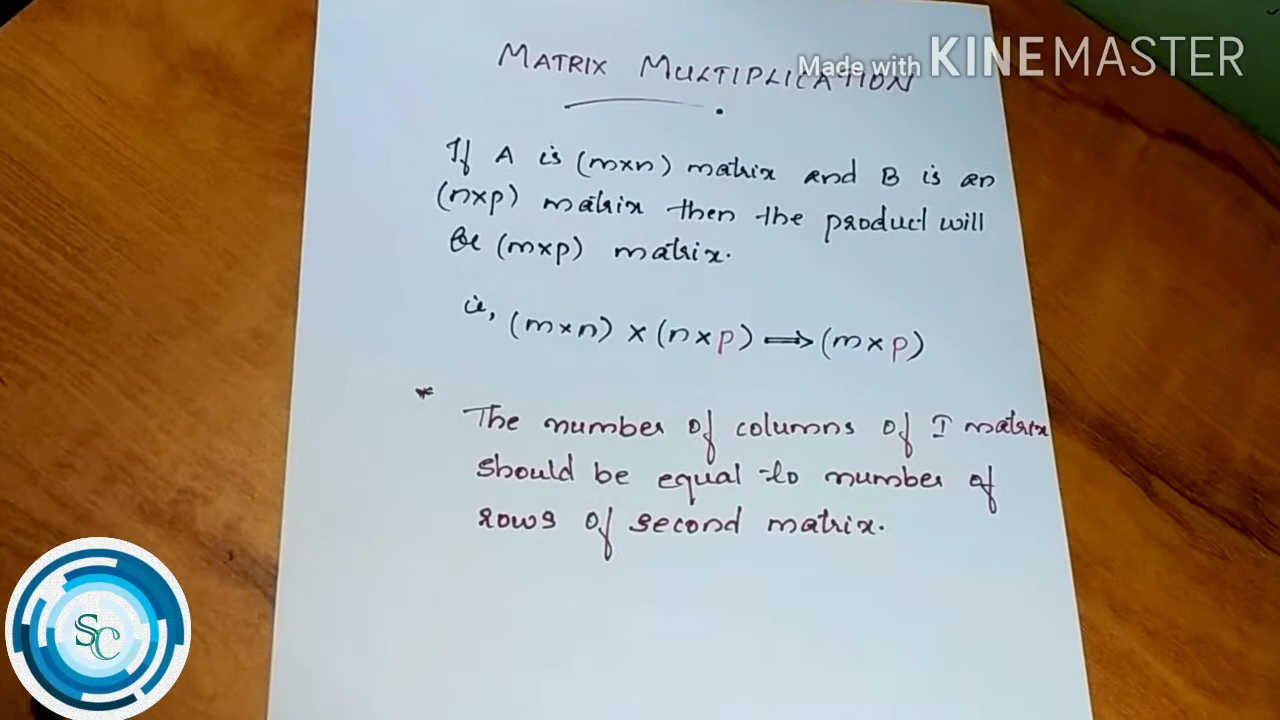 Made with KINEMASTER
MATRIX MULTIPLICATION
If A is (m×n) matrix and B is an
(n×p) matrix then the product will
be (m×p) matrix.
ie, (m×n) × (n×p) ⟹ (m×p)
* The number of columns of I matrix
should be equal to number of
rows of second matrix.
SC